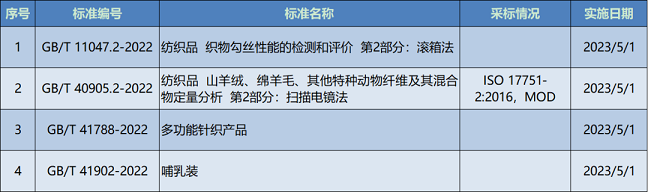 序号 标准编号 标准名称 采标情况 实施日期
1 GB/T 11047.2-2022 纺织品 织物勾丝性能的检测和评价 第2部分：滚箱法 2023/5/1
2 GB/T 40905.2-2022 纺织品 山羊绒、绵羊毛、其他特种动物纤维及其混合
物定量分析 第2部分：扫描电镜法 ISO 17751-
2:2016，MOD 2023/5/1
3 GB/T 41788-2022 多功能针织产品 2023/5/1
4 GB/T 41902-2022 哺乳装 2023/5/1